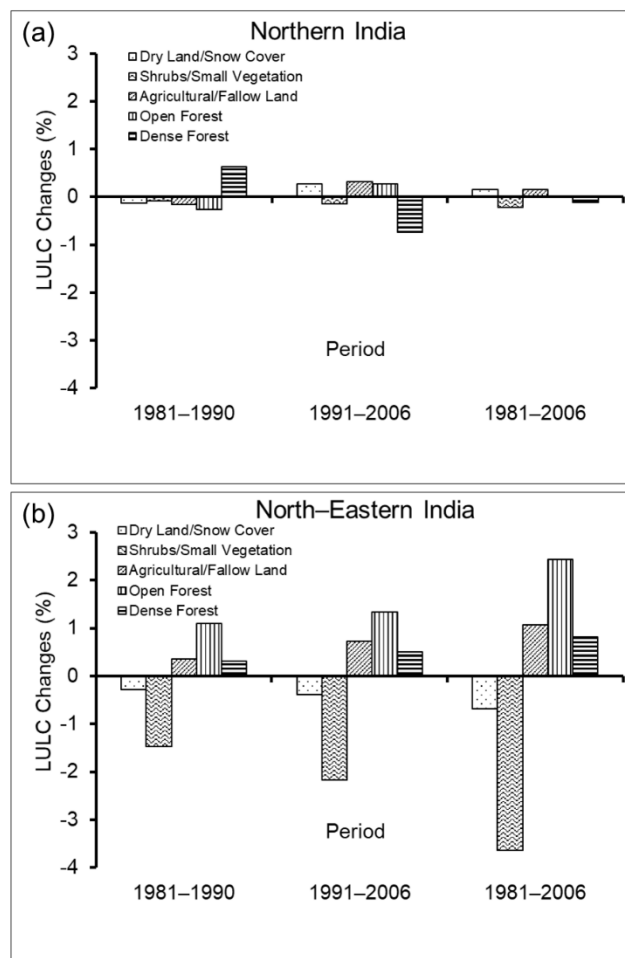 (a)
Northern India
3
2
1
0
-1
-2
-3
-4
LULC Changes (%)
Dry Land/Snow Cover
Shrubs/Small Vegetation
Agricultural/Fallow Land
Open Forest
Dense Forest
Period
1981–1990 1991–2006 1981–2006
(b)
North–Eastern India
3
2
1
0
-1
-2
-3
-4
LULC Changes (%)
Dry Land/Snow Cover
Shrubs/Small Vegetation
Agricultural/Fallow Land
Open Forest
Dense Forest
Period
1981–1990 1991–2006 1981–2006